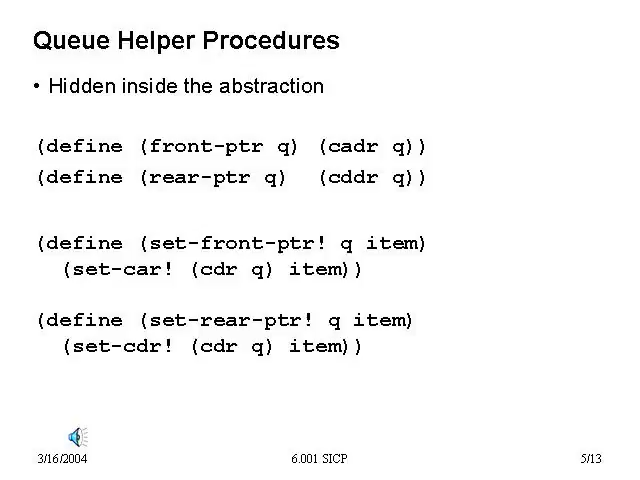 Queue Helper Procedures
• Hidden inside the abstraction
(define (front-ptr q) (cadr q))
(define (rear-ptr q)  (cddr q))
(define (set-front-ptr! q item)
  (set-car! (cdr q) item))
(define (set-rear-ptr! q item)
  (set-cdr! (cdr q) item))
3/16/2004 6.001 SICP 5/13